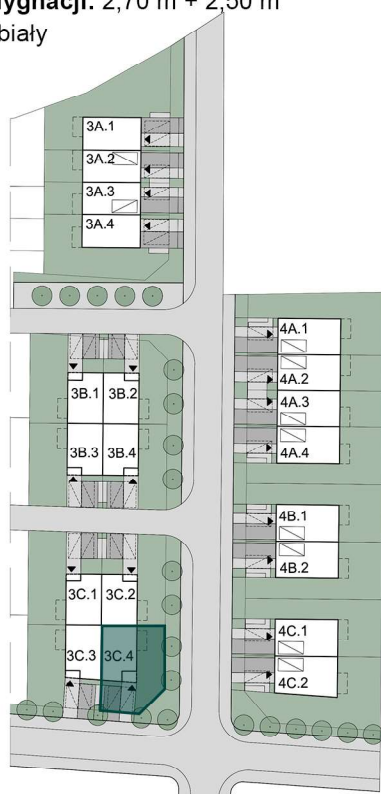 ygnacji: 2,70 m + 2,50 m
biały
3A.1
3A.2
3A.3
3A.4
4A.1
4A.2
4A.3
4A.4
3B.1 3B.2
3B.3 3B.4
4B.1
4B.2
3C.1 3C.2
3C.3 3C.4
4C.1
4C.2